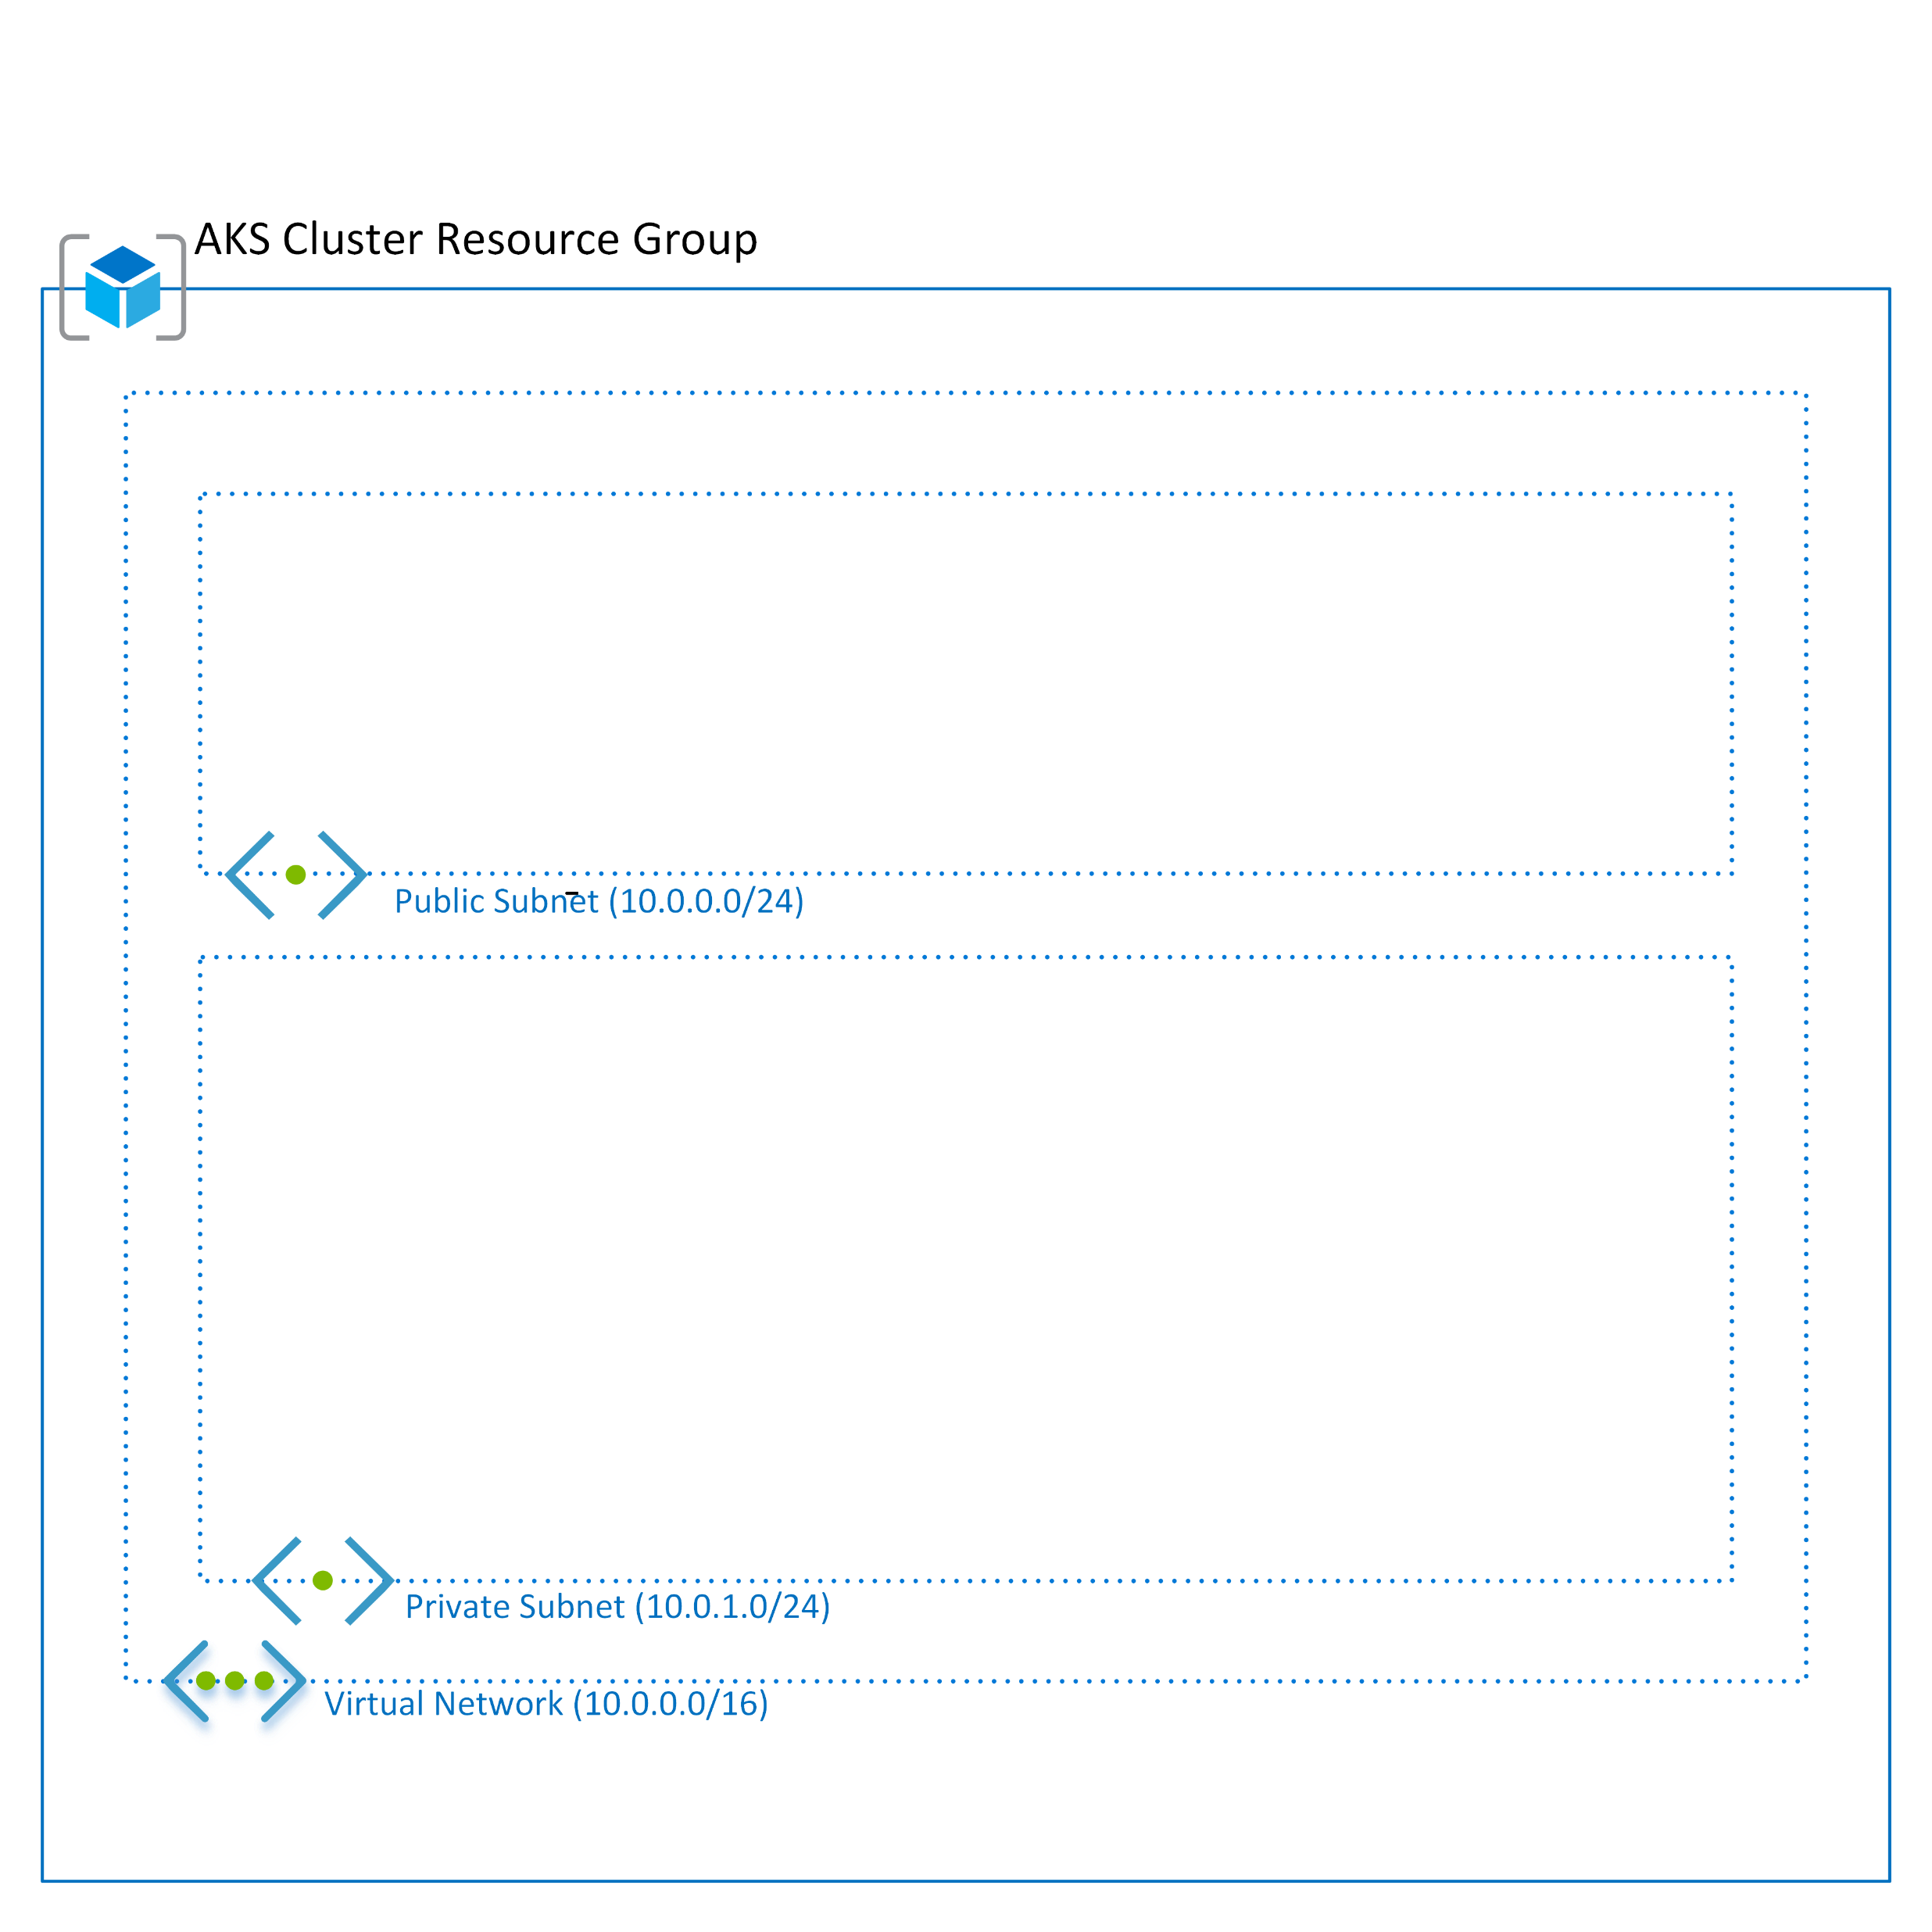 AKS Cluster Resource Group
Public Subnet (10.0.0.0/24)
Private Subnet (10.0.1.0/24)
Virtual Network (10.0.0.0/16)